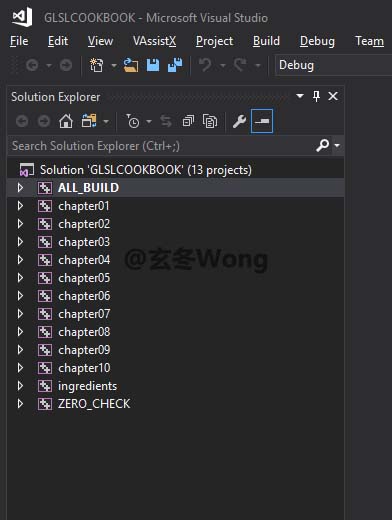 GLSLCOOKBOOK - Microsoft Visual Studio
File Edit View VAssistX Project Build Debug Team
Debug
Solution Explorer
Search Solution Explorer (Ctrl+;)
Solution 'GLSLCOOKBOOK' (13 projects)
ALL_BUILD
chapter01
chapter02
chapter03
chapter04
chapter05
@玄冬Wong
chapter06
chapter07
chapter08
chapter09
chapter10
ingredients
ZERO_CHECK